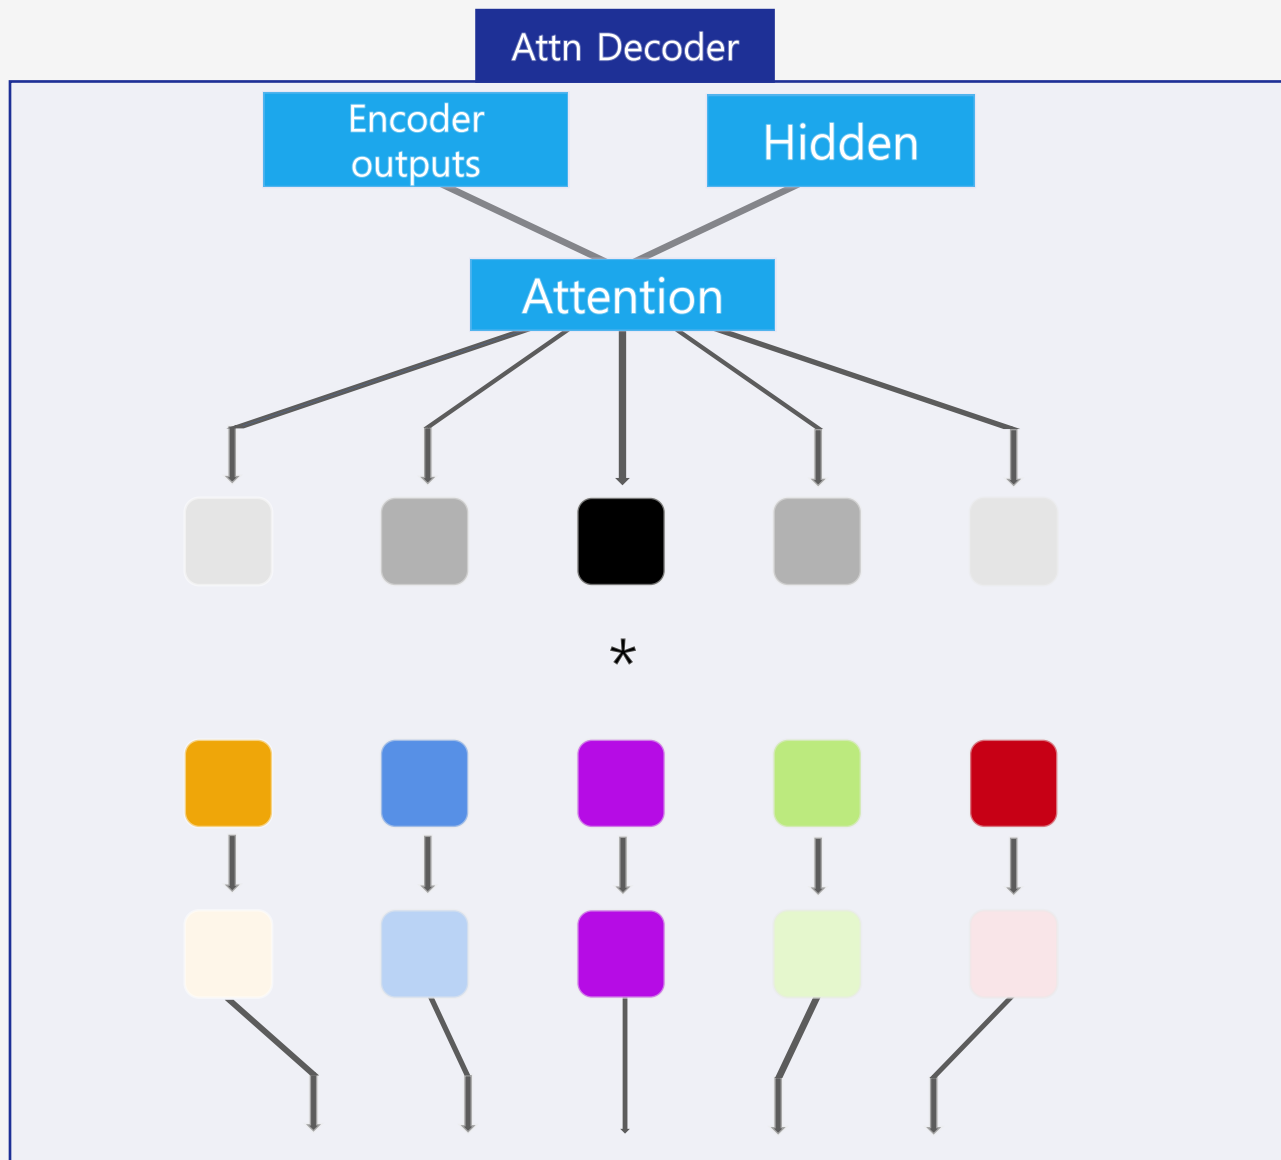 Attn Decoder
Encoder
outputs
Hidden
Attention
*